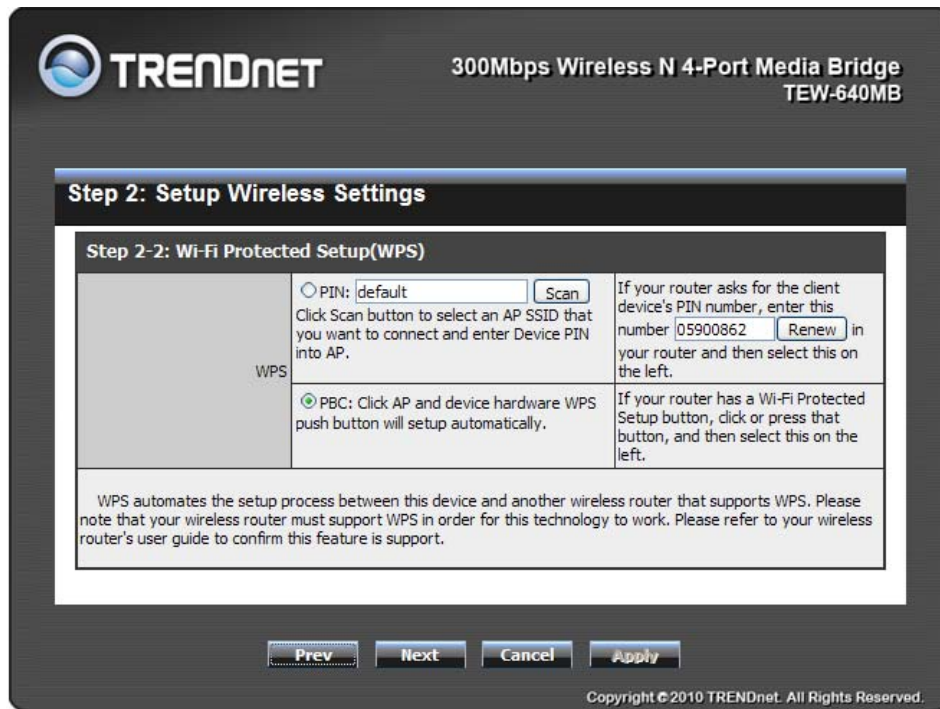 TRENDNET
300Mbps Wireless N 4-Port Media Bridge
TEW-640MB
Step 2: Setup Wireless Settings
Step 2-2: Wi-Fi Protected Setup(WPS)
WPS
PIN: default Scan
Click Scan button to select an AP SSID that
you want to connect and enter Device PIN
into AP.
If your router asks for the client
device's PIN number, enter this
number 05900862 Renew in
your router and then select this on
the left.
PBC: Click AP and device hardware WPS
push button will setup automatically.
If your router has a Wi-Fi Protected
Setup button, click or press that
button, and then select this on the
left.
WPS automates the setup process between this device and another wireless router that supports WPS. Please
note that your wireless router must support WPS in order for this technology to work. Please refer to your wireless
router's user guide to confirm this feature is support.
Prev Next Cancel Apply
Copyright © 2010 TRENDnet. All Rights Reserved.